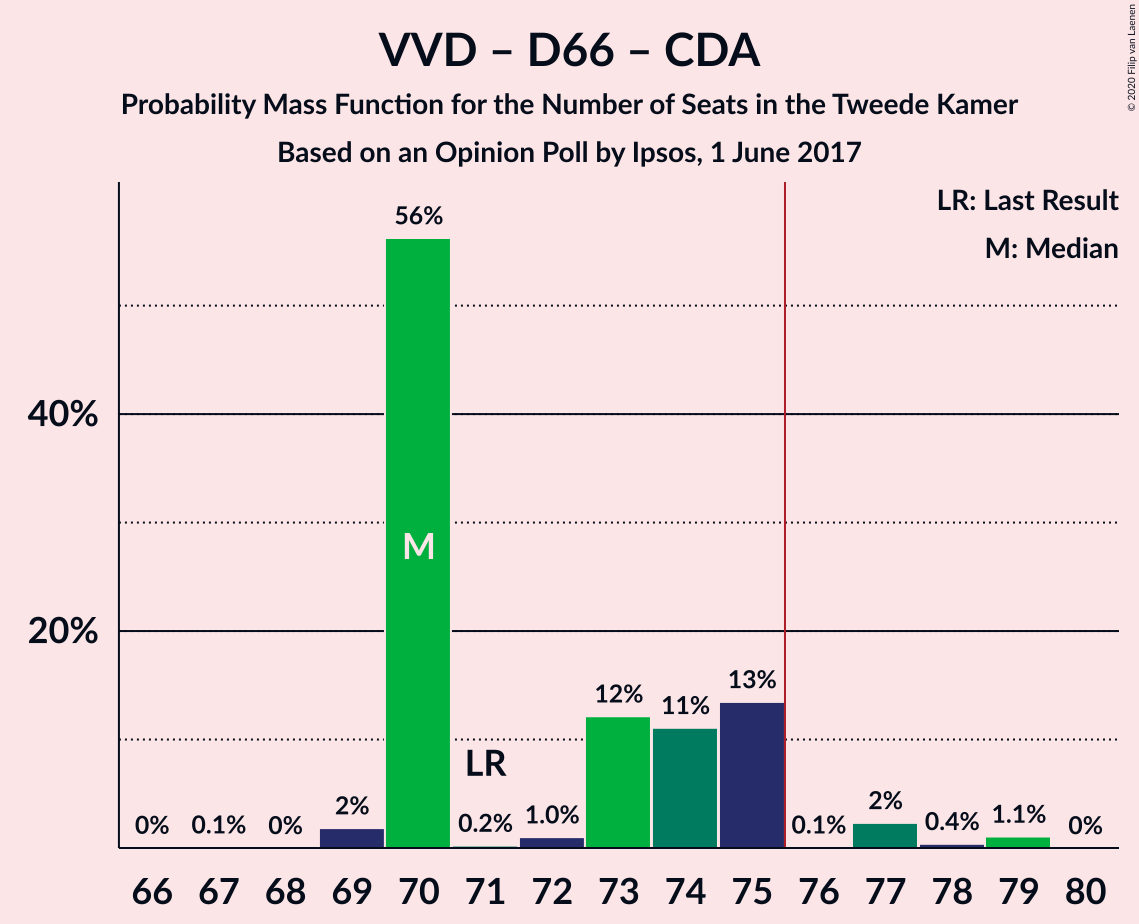 VVD – D66 – CDA
Probability Mass Function for the Number of Seats in the Tweede Kamer
Based on an Opinion Poll by Ipsos, 1 June 2017
© 2020 Filip van Laenen
LR: Last Result
M: Median
56%
40%
M
20%
13%
12%
11%
LR
2%
2%
1.1%
1.0%
0.4%
0% 0.1% 0% 0.2% 0.1% 0%
66 67 68 69 70 71 72 73 74 75 76 77 78 79 80